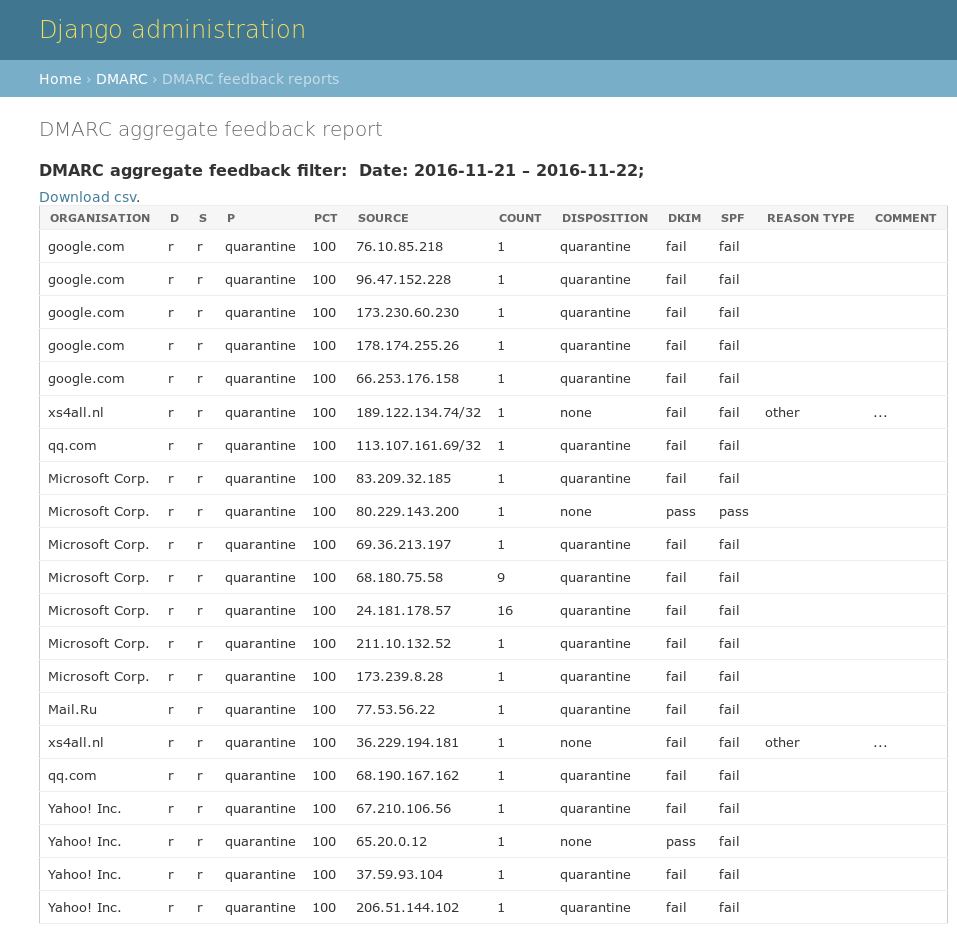 Django administration
Home › DMARC › DMARC feedback reports
DMARC aggregate feedback report
DMARC aggregate feedback filter:  Date: 2016-11-21 – 2016-11-22;
Download csv.
ORGANISATION D S P PCT SOURCE COUNT DISPOSITION DKIM SPF REASON TYPE COMMENT
google.com r r quarantine 100 76.10.85.218 1 quarantine fail fail
google.com r r quarantine 100 96.47.152.228 1 quarantine fail fail
google.com r r quarantine 100 173.230.60.230 1 quarantine fail fail
google.com r r quarantine 100 178.174.255.26 1 quarantine fail fail
google.com r r quarantine 100 66.253.176.158 1 quarantine fail fail
xs4all.nl r r quarantine 100 189.122.134.74/32 1 none fail fail other ...
qq.com r r quarantine 100 113.107.161.69/32 1 quarantine fail fail
Microsoft Corp. r r quarantine 100 83.209.32.185 1 quarantine fail fail
Microsoft Corp. r r quarantine 100 80.229.143.200 1 none pass pass
Microsoft Corp. r r quarantine 100 69.36.213.197 1 quarantine fail fail
Microsoft Corp. r r quarantine 100 68.180.75.58 9 quarantine fail fail
Microsoft Corp. r r quarantine 100 24.181.178.57 16 quarantine fail fail
Microsoft Corp. r r quarantine 100 211.10.132.52 1 quarantine fail fail
Microsoft Corp. r r quarantine 100 173.239.8.28 1 quarantine fail fail
Mail.Ru r r quarantine 100 77.53.56.22 1 quarantine fail fail
xs4all.nl r r quarantine 100 36.229.194.181 1 none fail fail other ...
qq.com r r quarantine 100 68.190.167.162 1 quarantine fail fail
Yahoo! Inc. r r quarantine 100 67.210.106.56 1 quarantine fail fail
Yahoo! Inc. r r quarantine 100 65.20.0.12 1 none pass fail
Yahoo! Inc. r r quarantine 100 37.59.93.104 1 quarantine fail fail
Yahoo! Inc. r r quarantine 100 206.51.144.102 1 quarantine fail fail